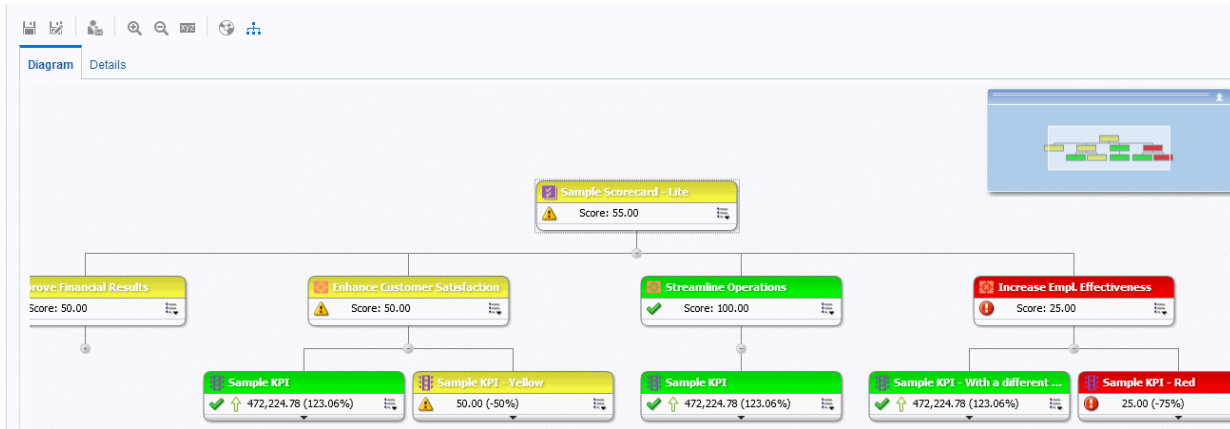 XYZ
Diagram Details
Sample Scorecard - Lite
Score: 55.00
prove Financial Results
Score: 50.00
Enhance Customer Satisfaction
Score: 50.00
Streamline Operations
Score: 100.00
Increase Empl. Effectiveness
Score: 25.00
Sample KPI
472,224.78 (123.06%)
Sample KPI - Yellow
50.00 (-50%)
Sample KPI
472,224.78 (123.06%)
Sample KPI - With a different ...
472,224.78 (123.06%)
Sample KPI - Red
25.00 (-75%)